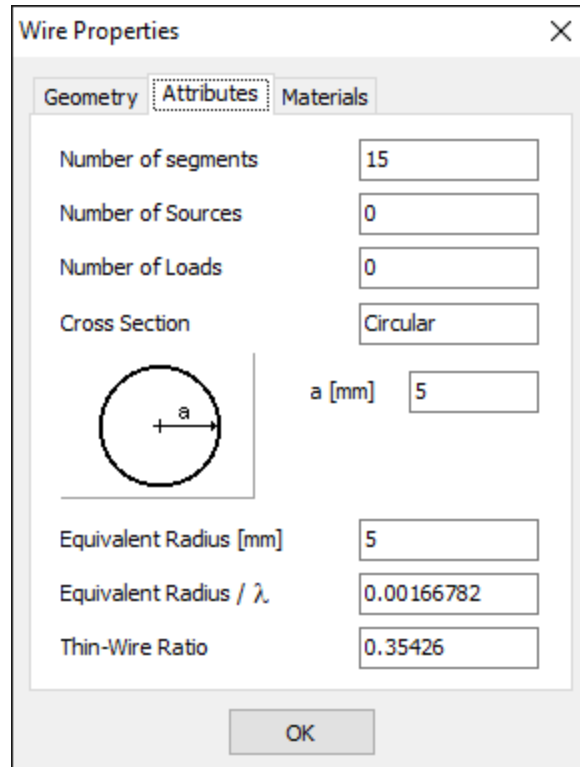 Wire Properties
Geometry Attributes Materials
Number of segments 15
Number of Sources 0
Number of Loads 0
Cross Section Circular
a
a [mm] 5
Equivalent Radius [mm] 5
Equivalent Radius / λ 0.00166782
Thin-Wire Ratio 0.35426
OK